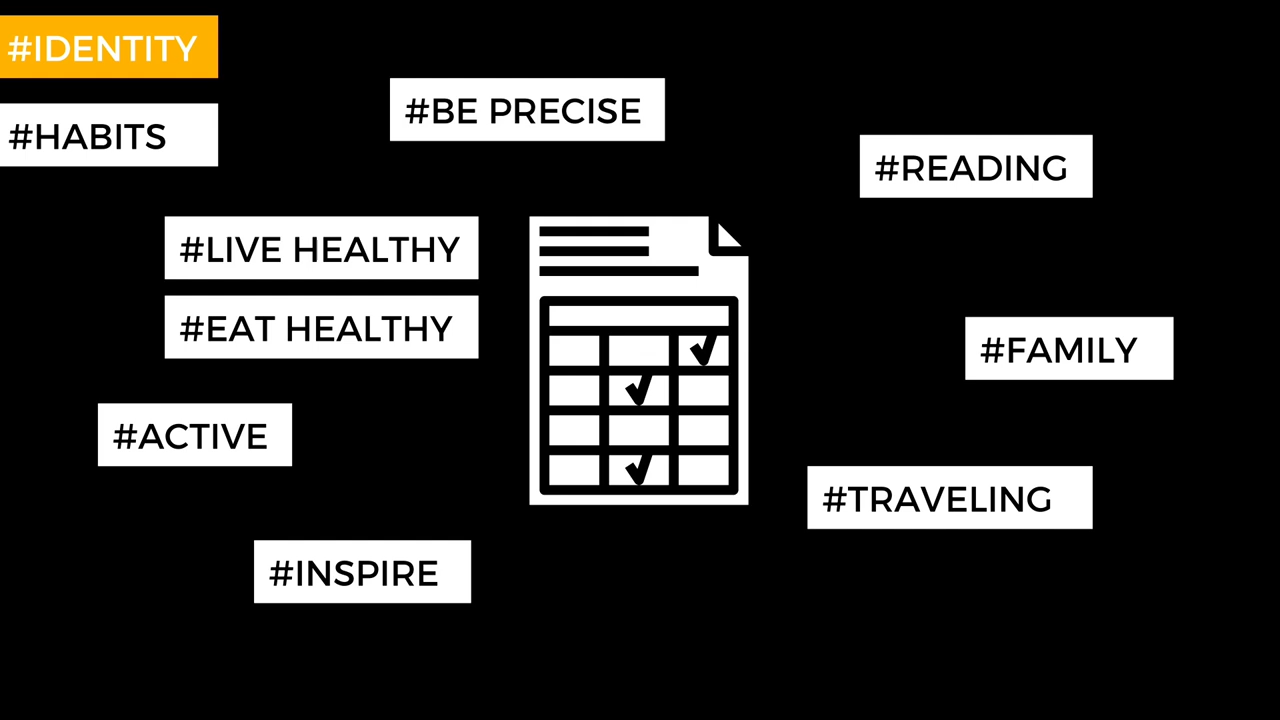 #IDENTITY
#HABITS
#BE PRECISE
#READING
#LIVE HEALTHY
#EAT HEALTHY
#FAMILY
#ACTIVE
#TRAVELING
#INSPIRE